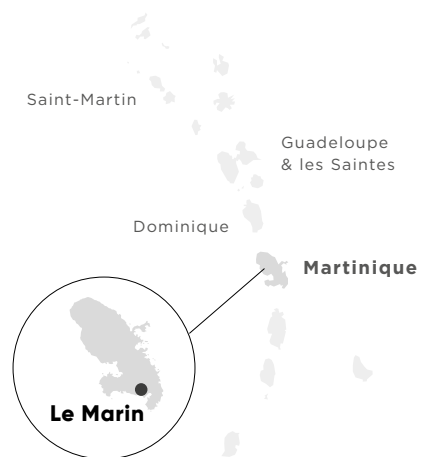 Saint-Martin
Guadeloupe
& les Saintes
Dominique
Martinique
Le Marin